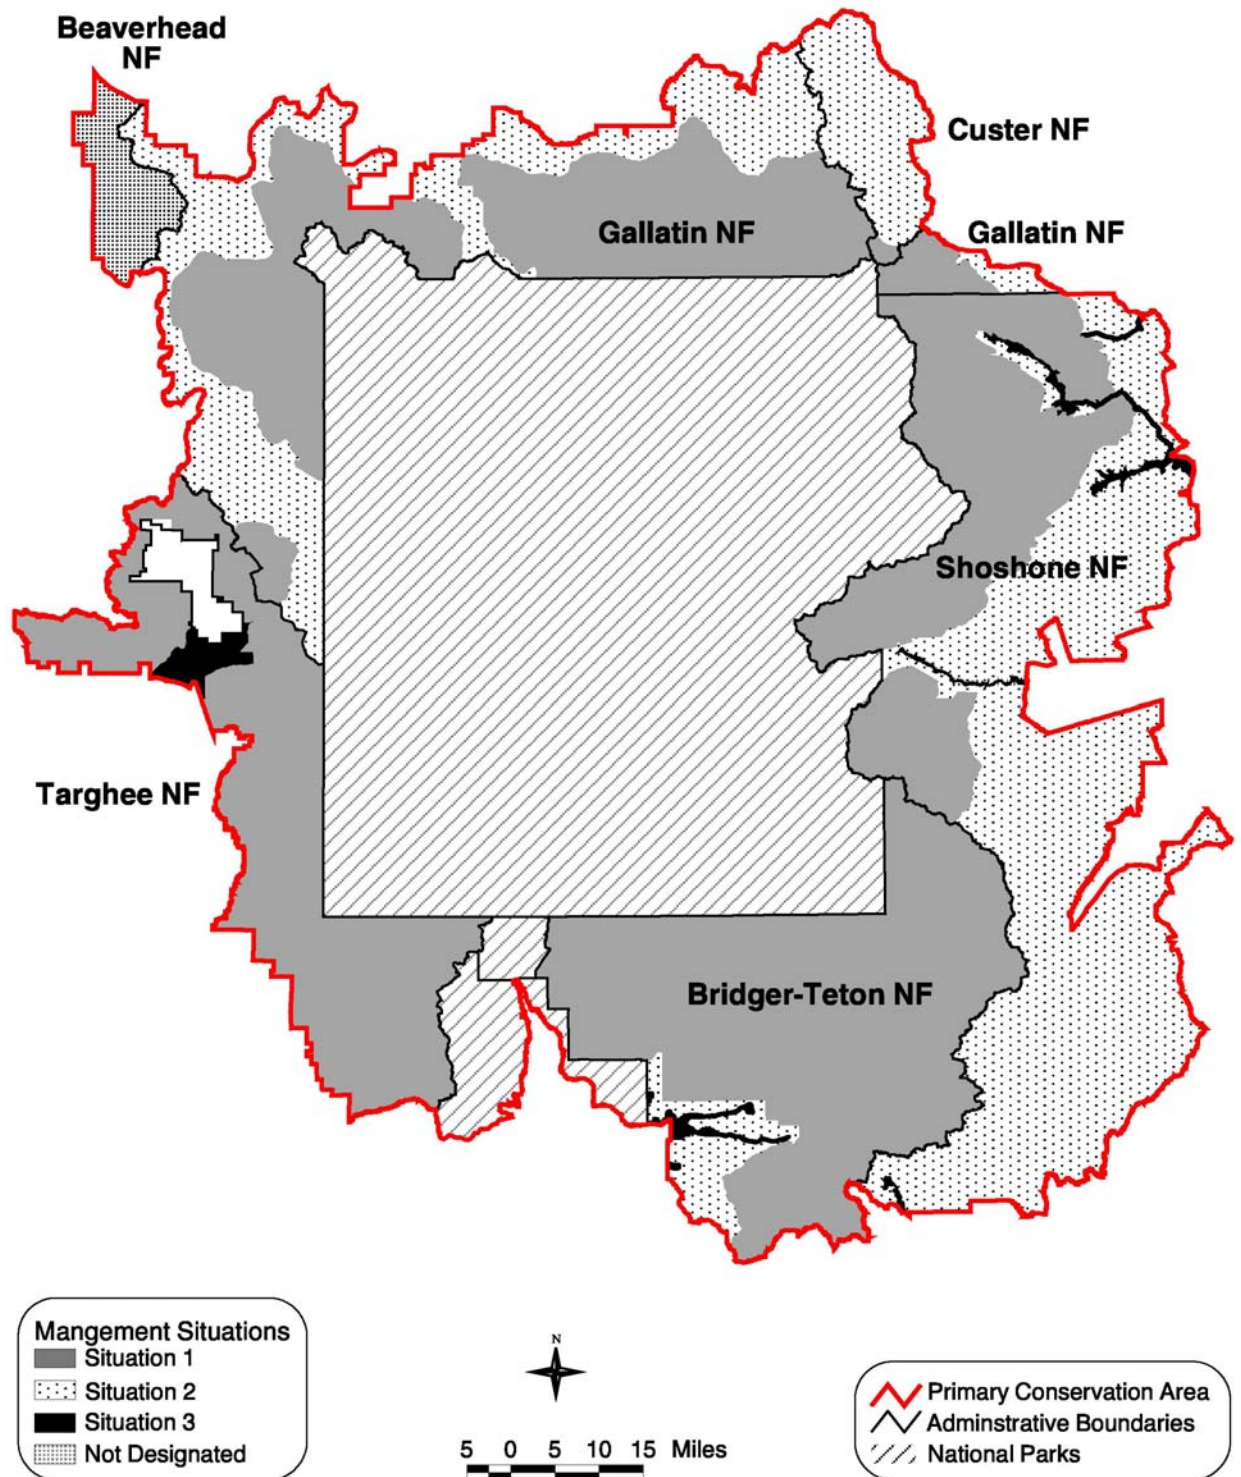 Beaverhead
NF
Custer NF
Gallatin NF
Gallatin NF
Shoshone NF
Targhee NF
Bridger-Teton NF
Mangement Situations
Situation 1
Situation 2
Situation 3
Not Designated
N
5 0 5 10 15 Miles
Primary Conservation Area
Adminstrative Boundaries
National Parks